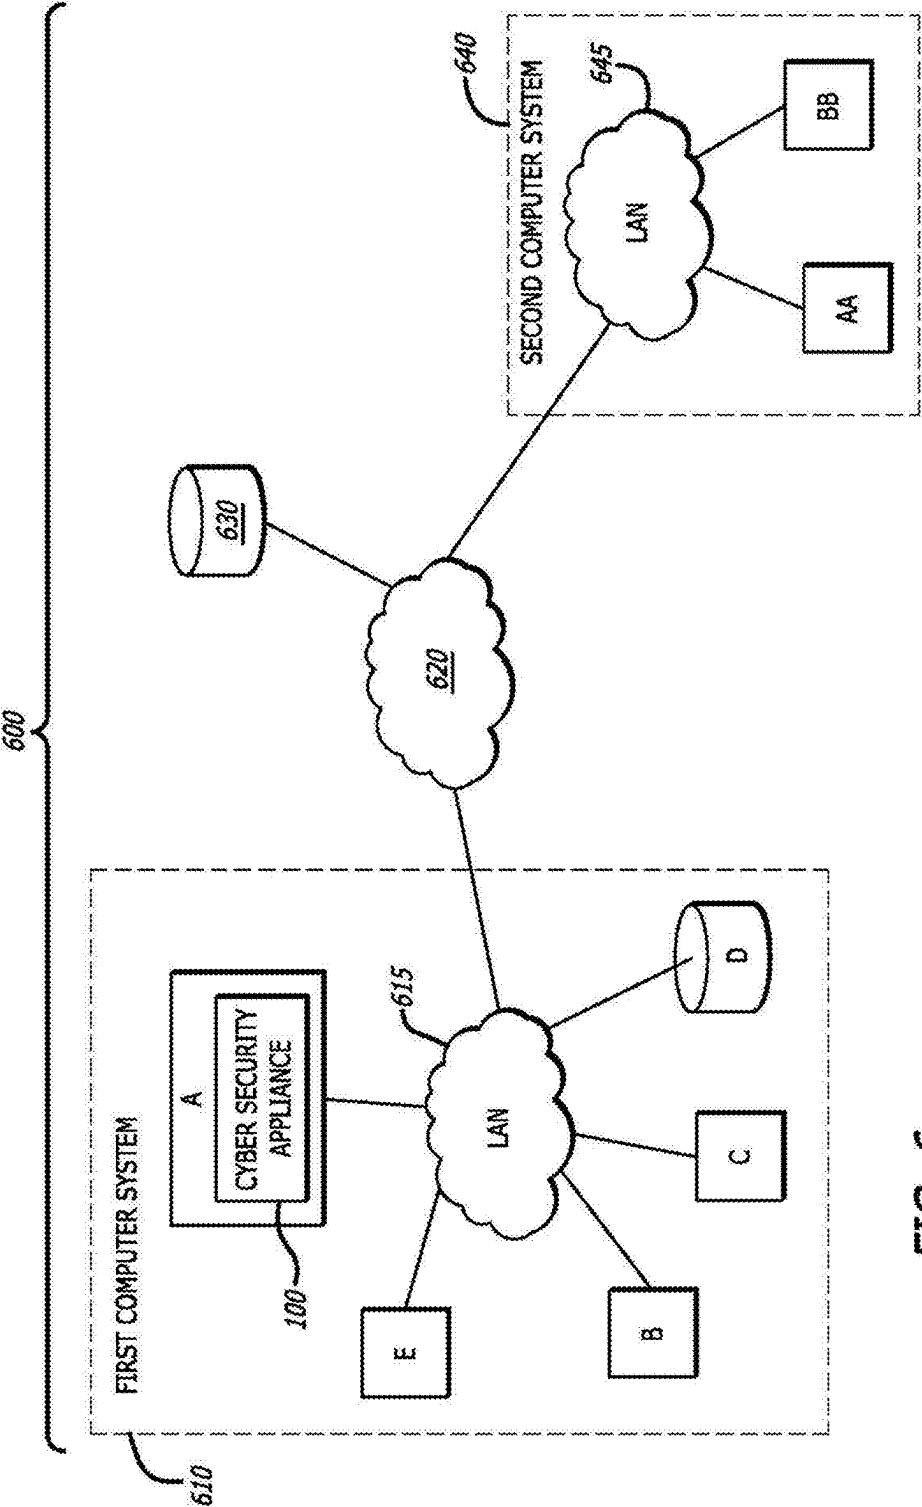 600
610
FIRST COMPUTER SYSTEM
A
CYBER SECURITY
APPLIANCE
100
E
615
LAN
B
C
D
620
630
640
SECOND COMPUTER SYSTEM
645
LAN
AA
BB